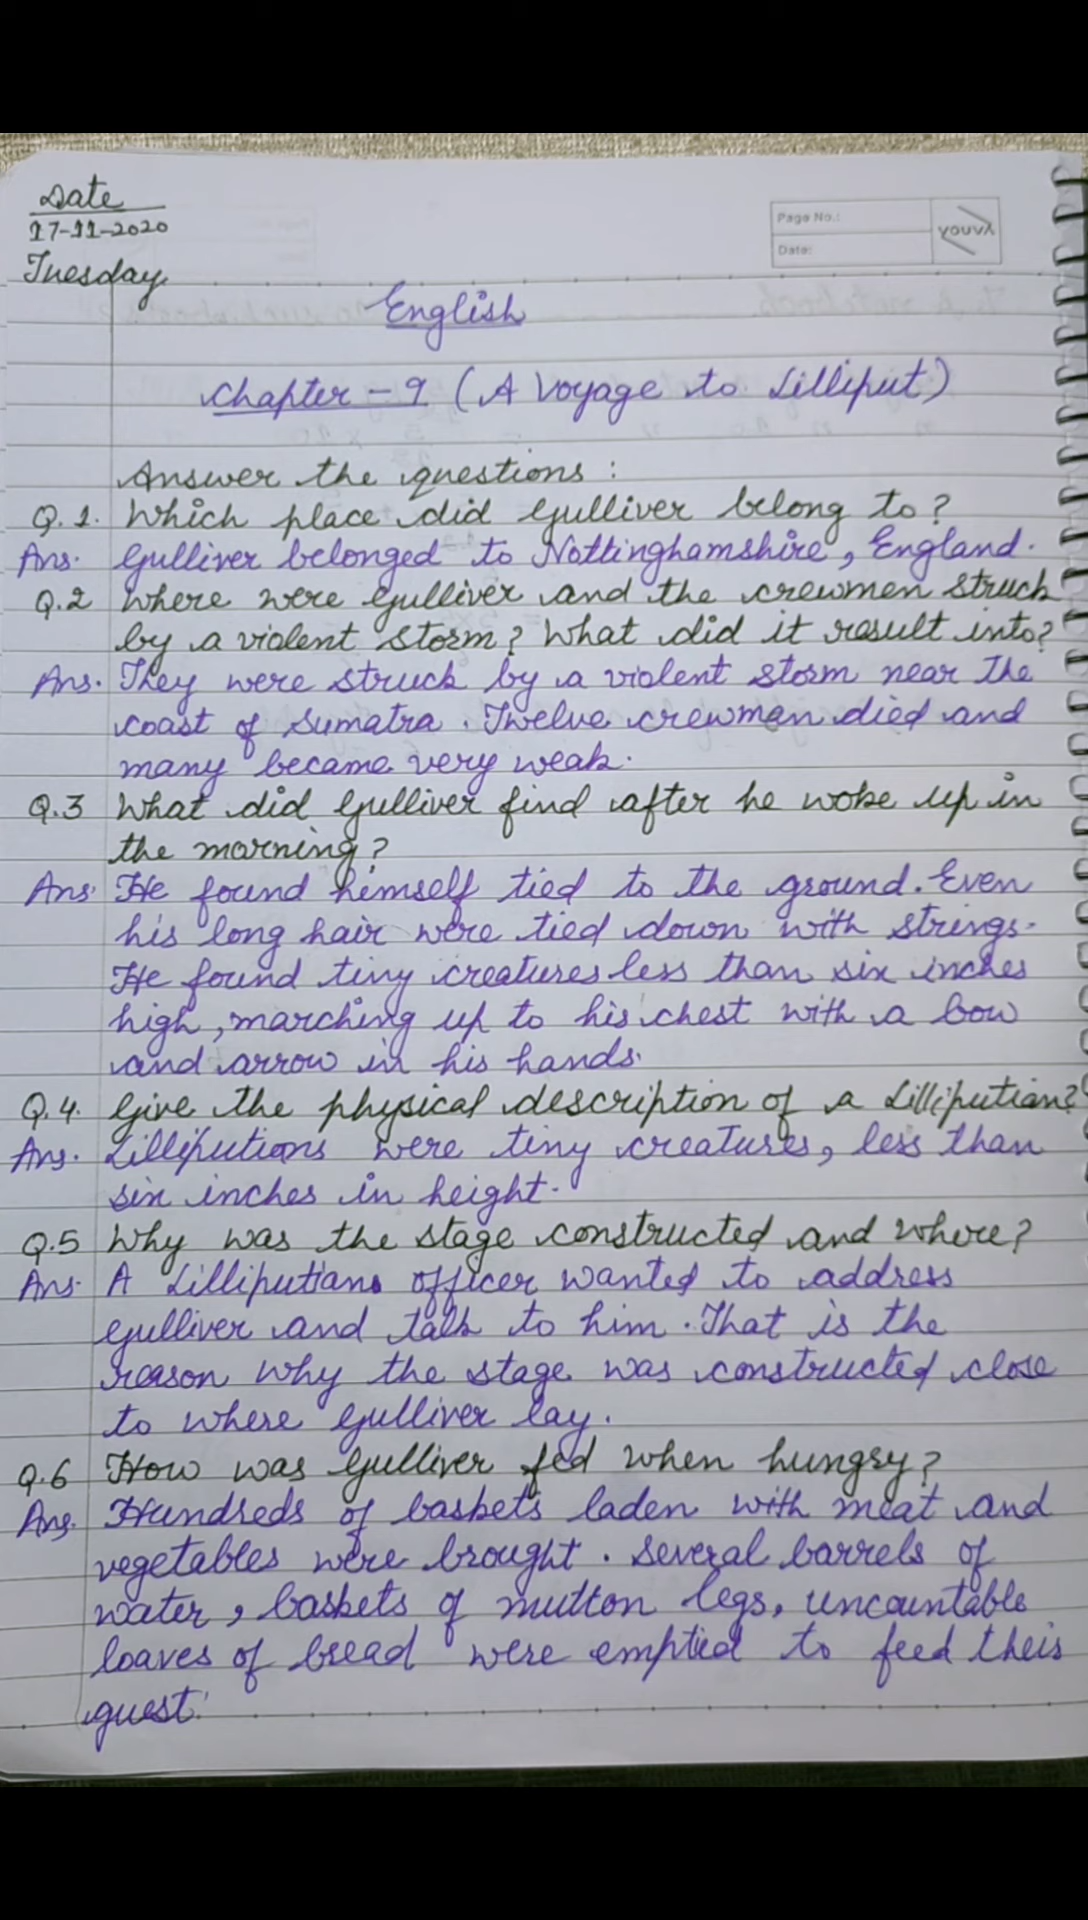 Date
17-11-2020
Tuesday
Page No.:
Date:
youva
English
Chapter - 9 (A Voyage to Lilliput)
Answer the questions :
Q.1. Which place did Gulliver belong to?
Ans. Gulliver belonged to Nottinghamshire, England.
Q.2 Where were Gulliver and the crewmen struck
by a violent storm? What did it result into?
Ans. They were struck by a violent storm near the
coast of Sumatra. Twelve crewman died and
many became very weak.
Q.3 What did Gulliver find after he woke up in
the morning?
Ans. He found himself tied to the ground. Even
his long hair were tied down with strings.
He found tiny creatures less than six inches
high, marching up to his chest with a bow
and arrow in his hands.
Q.4. Give the physical description of a Lilliputian?
Ans. Lilliputions were tiny creatures, less than
six inches in height.
Q.5 Why was the stage constructed and where?
Ans. A Lilliputians officer wanted to address
Gulliver and talk to him. That is the
reason why the stage was constructed close
to where Gulliver lay.
Q.6 How was Gulliver fed when hungry?
Ans. Hundreds of baskets laden with meat and
vegetables were brought. Several barrels of
water, baskets of mutton legs, uncountable
loaves of bread were emptied to feed their
guest.